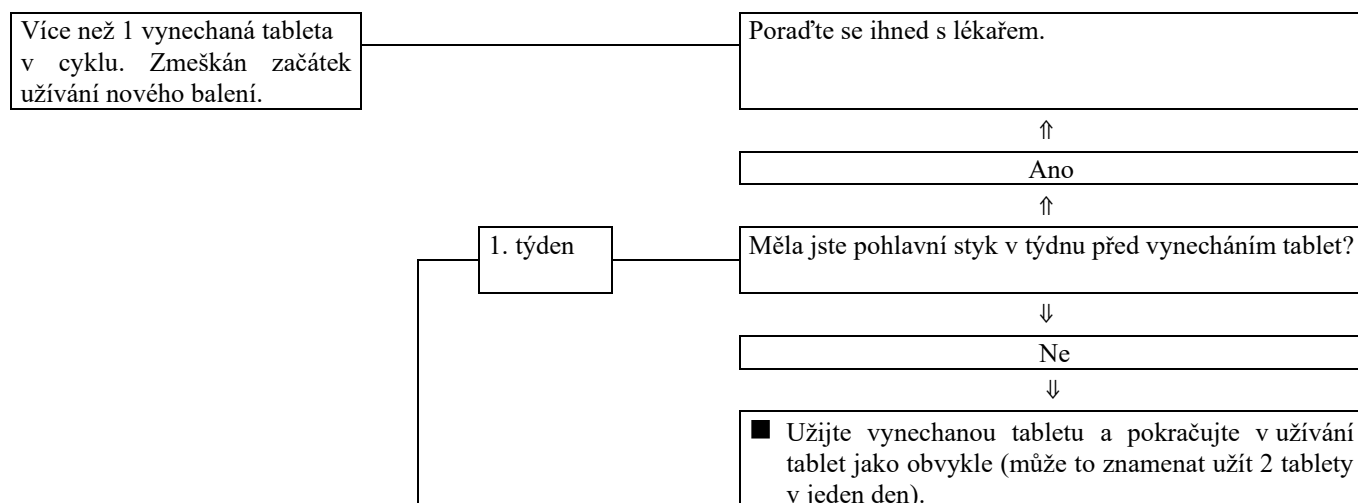 Více než 1 vynechaná tableta
v cyklu. Zmeškán začátek
užívání nového balení.
Poraďte se ihned s lékařem.
⇑
Ano
⇑
1. týden
Měla jste pohlavní styk v týdnu před vynecháním tablet?
⇓
Ne
⇓
■ Užijte vynechanou tabletu a pokračujte v užívání
tablet jako obvykle (může to znamenat užít 2 tablety
v jeden den).